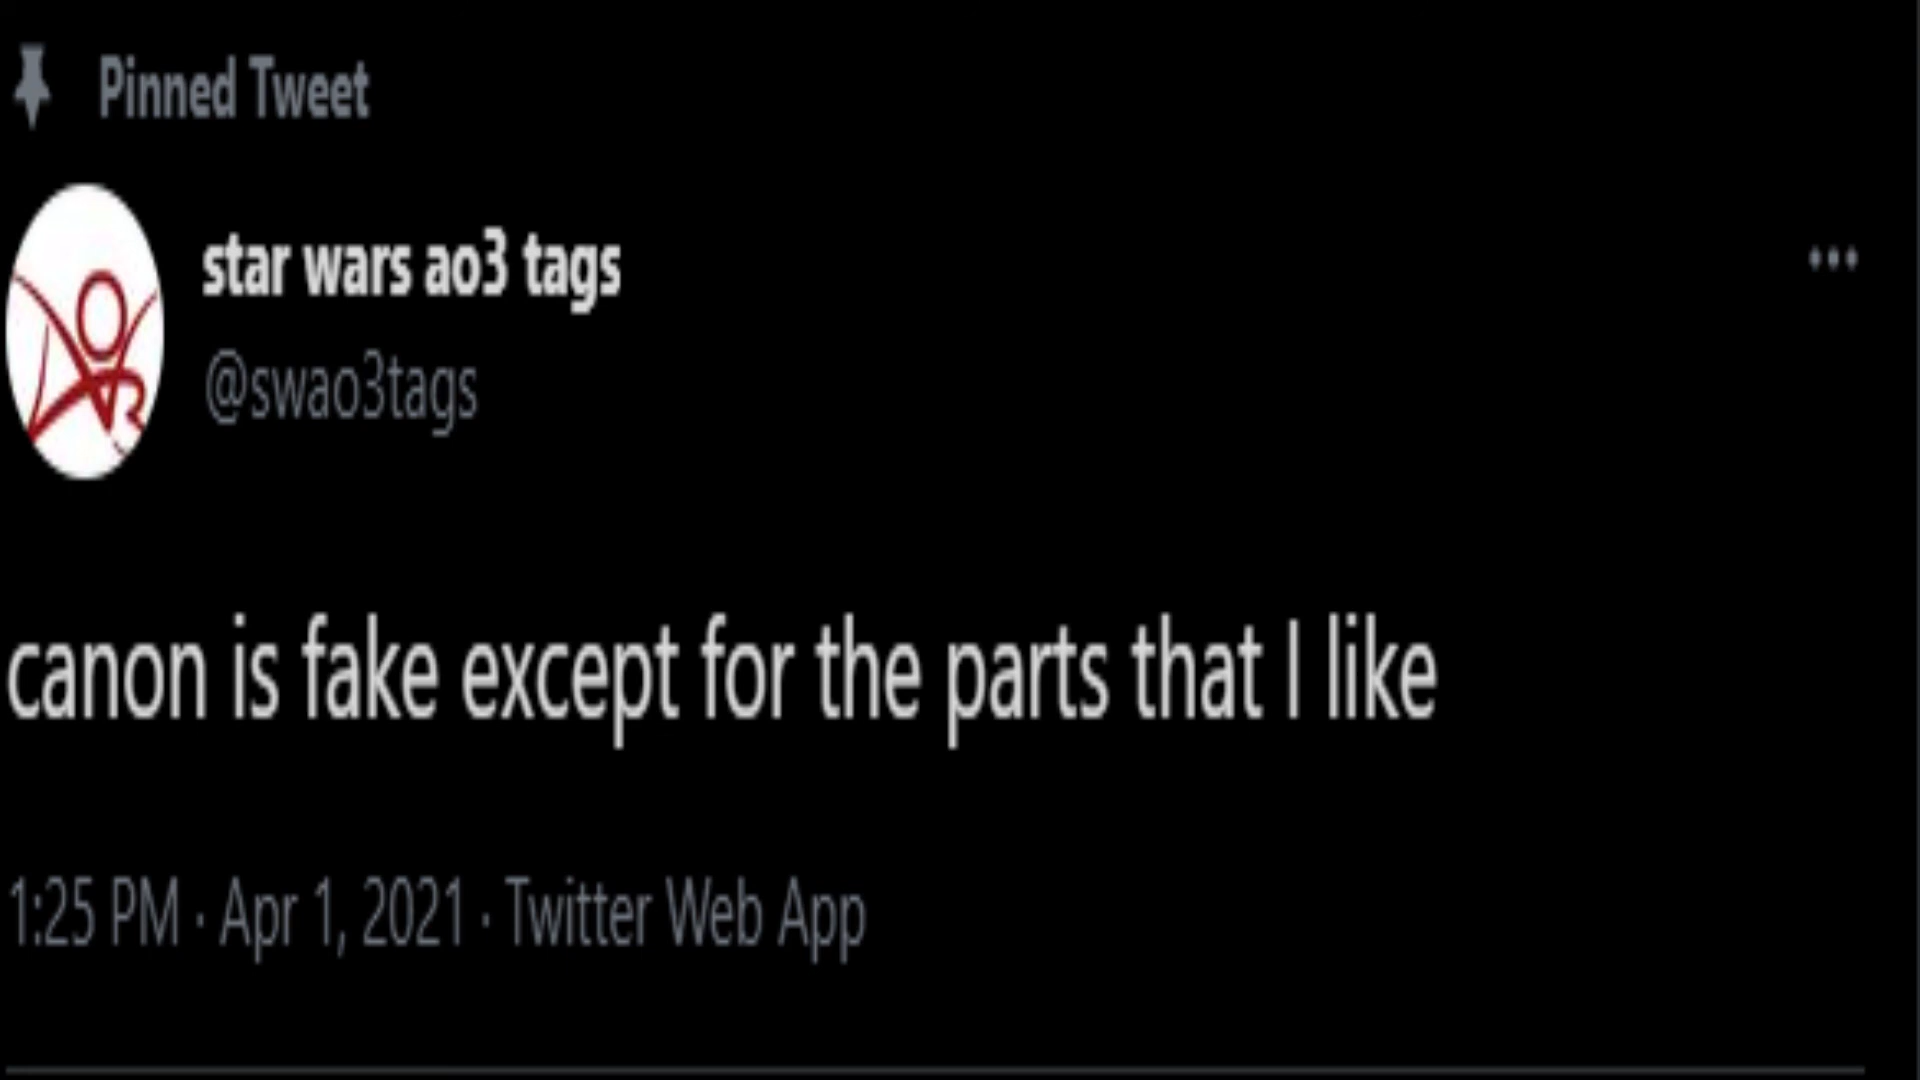 Pinned Tweet
star wars ao3 tags
@swao3tags
canon is fake except for the parts that I like
1:25 PM · Apr 1, 2021 · Twitter Web App